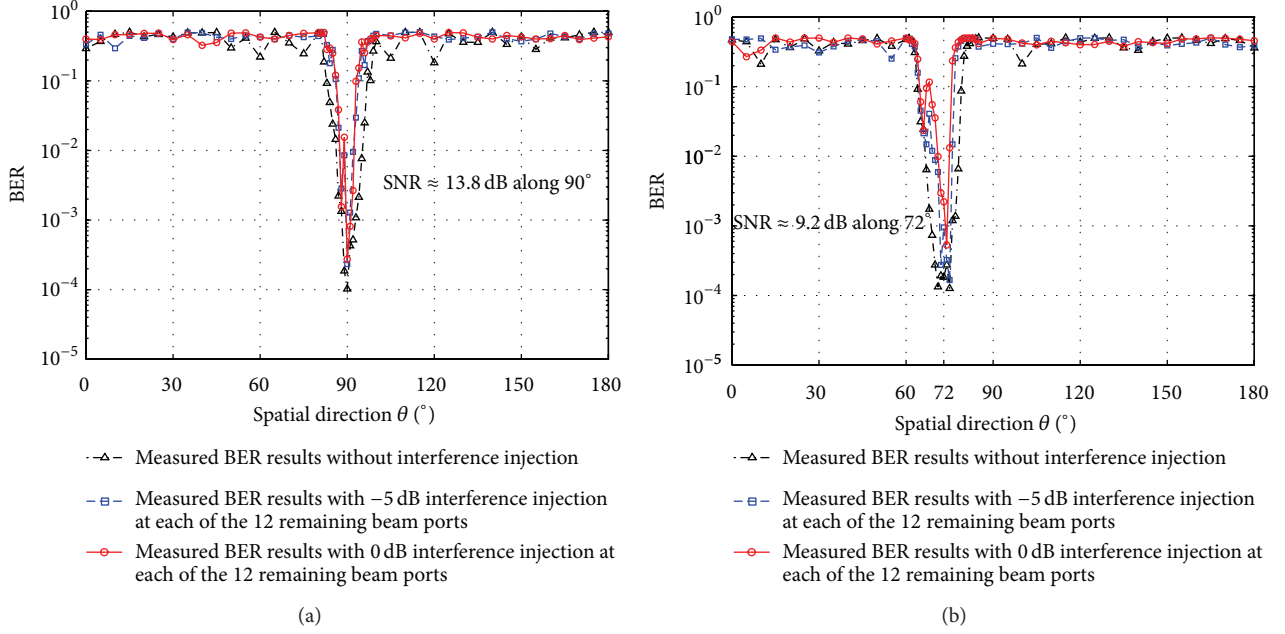 10^0
10^-1
10^-2
10^-3
10^-4
10^-5
BER
SNR ≈ 13.8 dB along 90°
0 30 60 90 120 150 180
Spatial direction θ (°)
Measured BER results without interference injection
Measured BER results with −5 dB interference injection
at each of the 12 remaining beam ports
Measured BER results with 0 dB interference injection at
each of the 12 remaining beam ports
(a)
10^0
10^-1
10^-2
10^-3
10^-4
10^-5
BER
SNR ≈ 9.2 dB along 72°
0 30 60 72 90 120 150 180
Spatial direction θ (°)
Measured BER results without interference injection
Measured BER results with −5 dB interference injection
at each of the 12 remaining beam ports
Measured BER results with 0 dB interference injection at
each of the 12 remaining beam ports
(b)